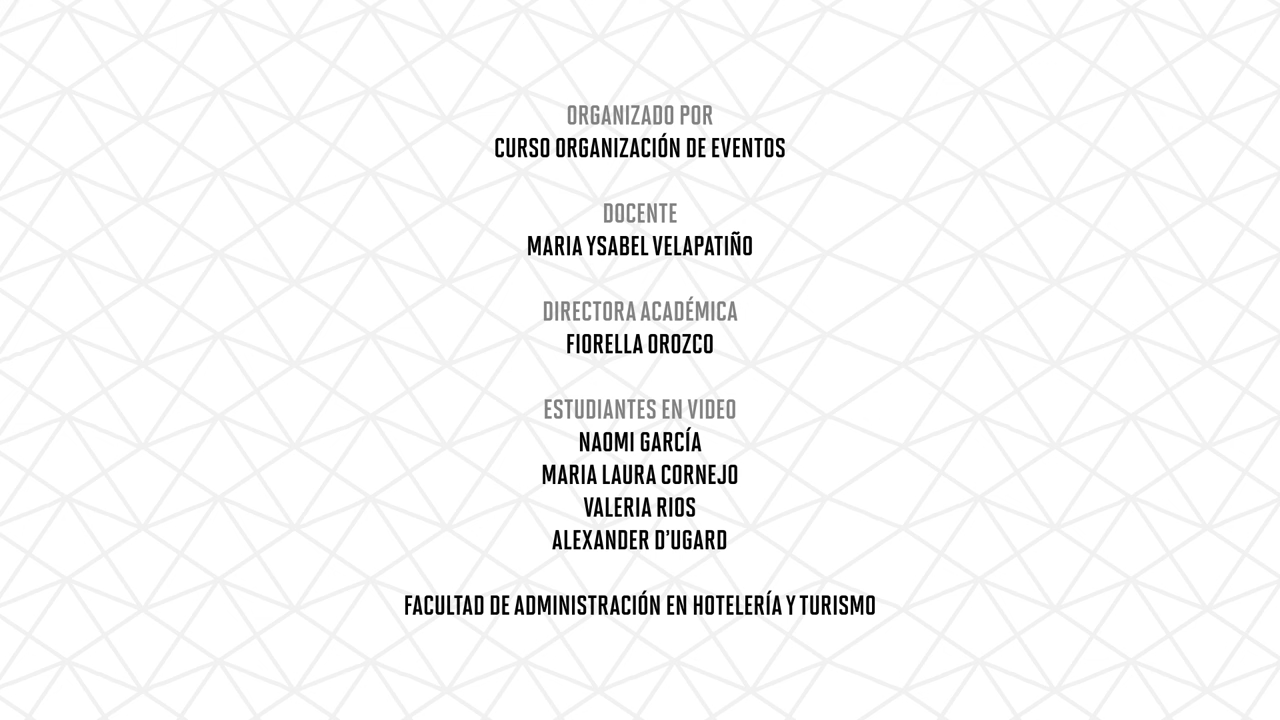 ORGANIZADO POR
CURSO ORGANIZACIÓN DE EVENTOS
DOCENTE
MARIA YSABEL VELAPATIÑO
DIRECTORA ACADÉMICA
FIORELLA OROZCO
ESTUDIANTES EN VIDEO
NAOMI GARCÍA
MARIA LAURA CORNEJO
VALERIA RIOS
ALEXANDER D’UGARD
FACULTAD DE ADMINISTRACIÓN EN HOTELERÍA Y TURISMO